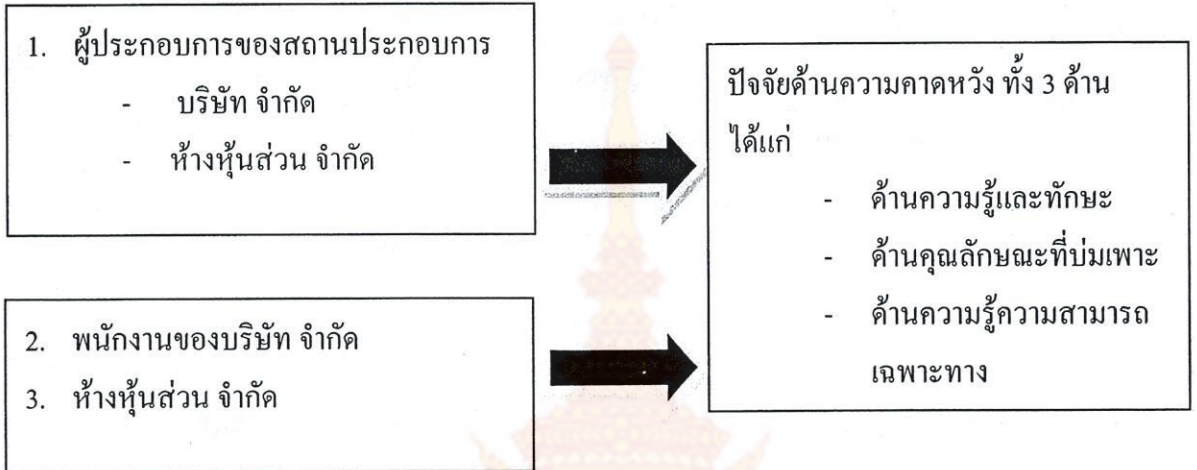 1. ผู้ประกอบการของสถานประกอบการ
- บริษัท จำกัด
- ห้างหุ้นส่วน จำกัด
2. พนักงานของบริษัท จำกัด
3. ห้างหุ้นส่วน จำกัด
ปัจจัยด้านความคาดหวัง ทั้ง 3 ด้าน
ได้แก่
- ด้านความรู้และทักษะ
- ด้านคุณลักษณะที่บ่มเพาะ
- ด้านความรู้ความสามารถ
เฉพาะทาง